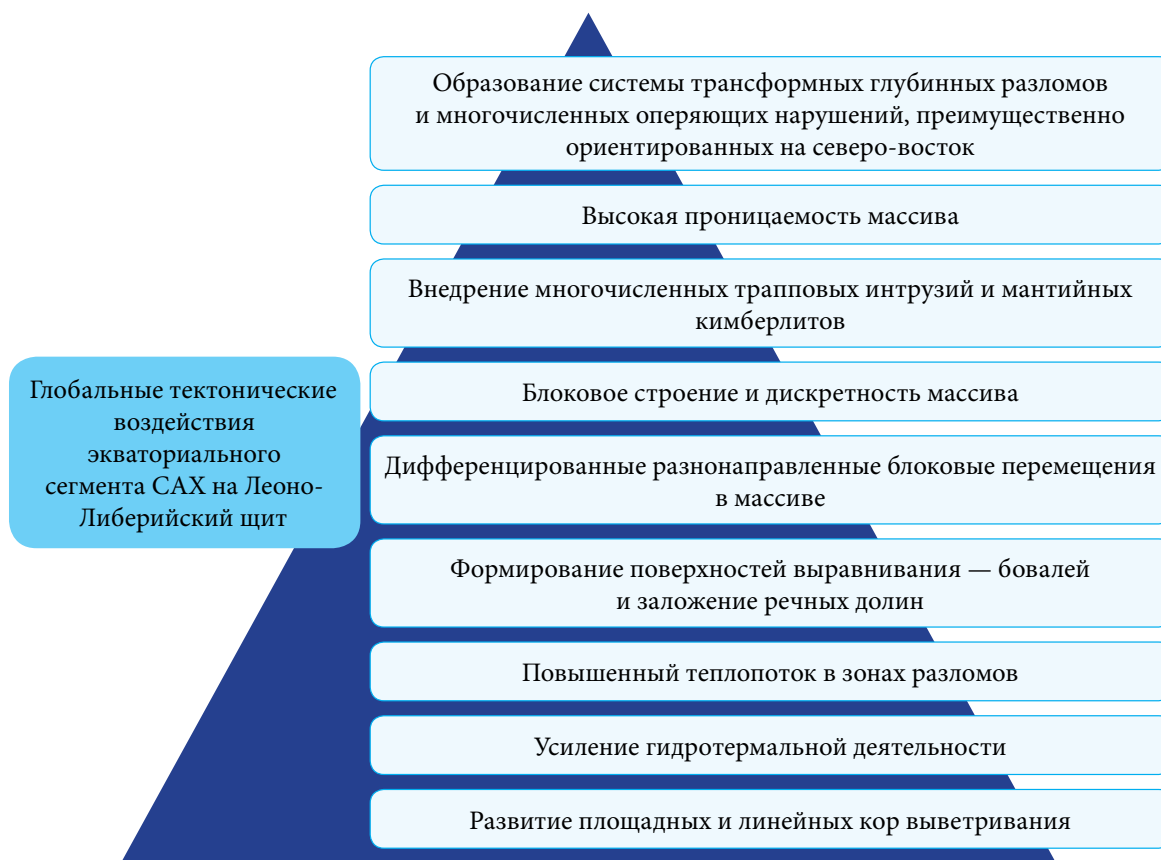 Образование системы трансформных глубинных разломов
и многочисленных оперяющих нарушений, преимущественно
ориентированных на северо-восток
Высокая проницаемость массива
Внедрение многочисленных трапповых интрузий и мантийных
кимберлитов
Глобальные тектонические
воздействия
экваториального
сегмента САХ на Леоно-
Либерийский щит
Блоковое строение и дискретность массива
Дифференцированные разнонаправленные блоковые перемещения
в массиве
Формирование поверхностей выравнивания — бовалей
и заложение речных долин
Повышенный теплопоток в зонах разломов
Усиление гидротермальной деятельности
Развитие площадных и линейных кор выветривания